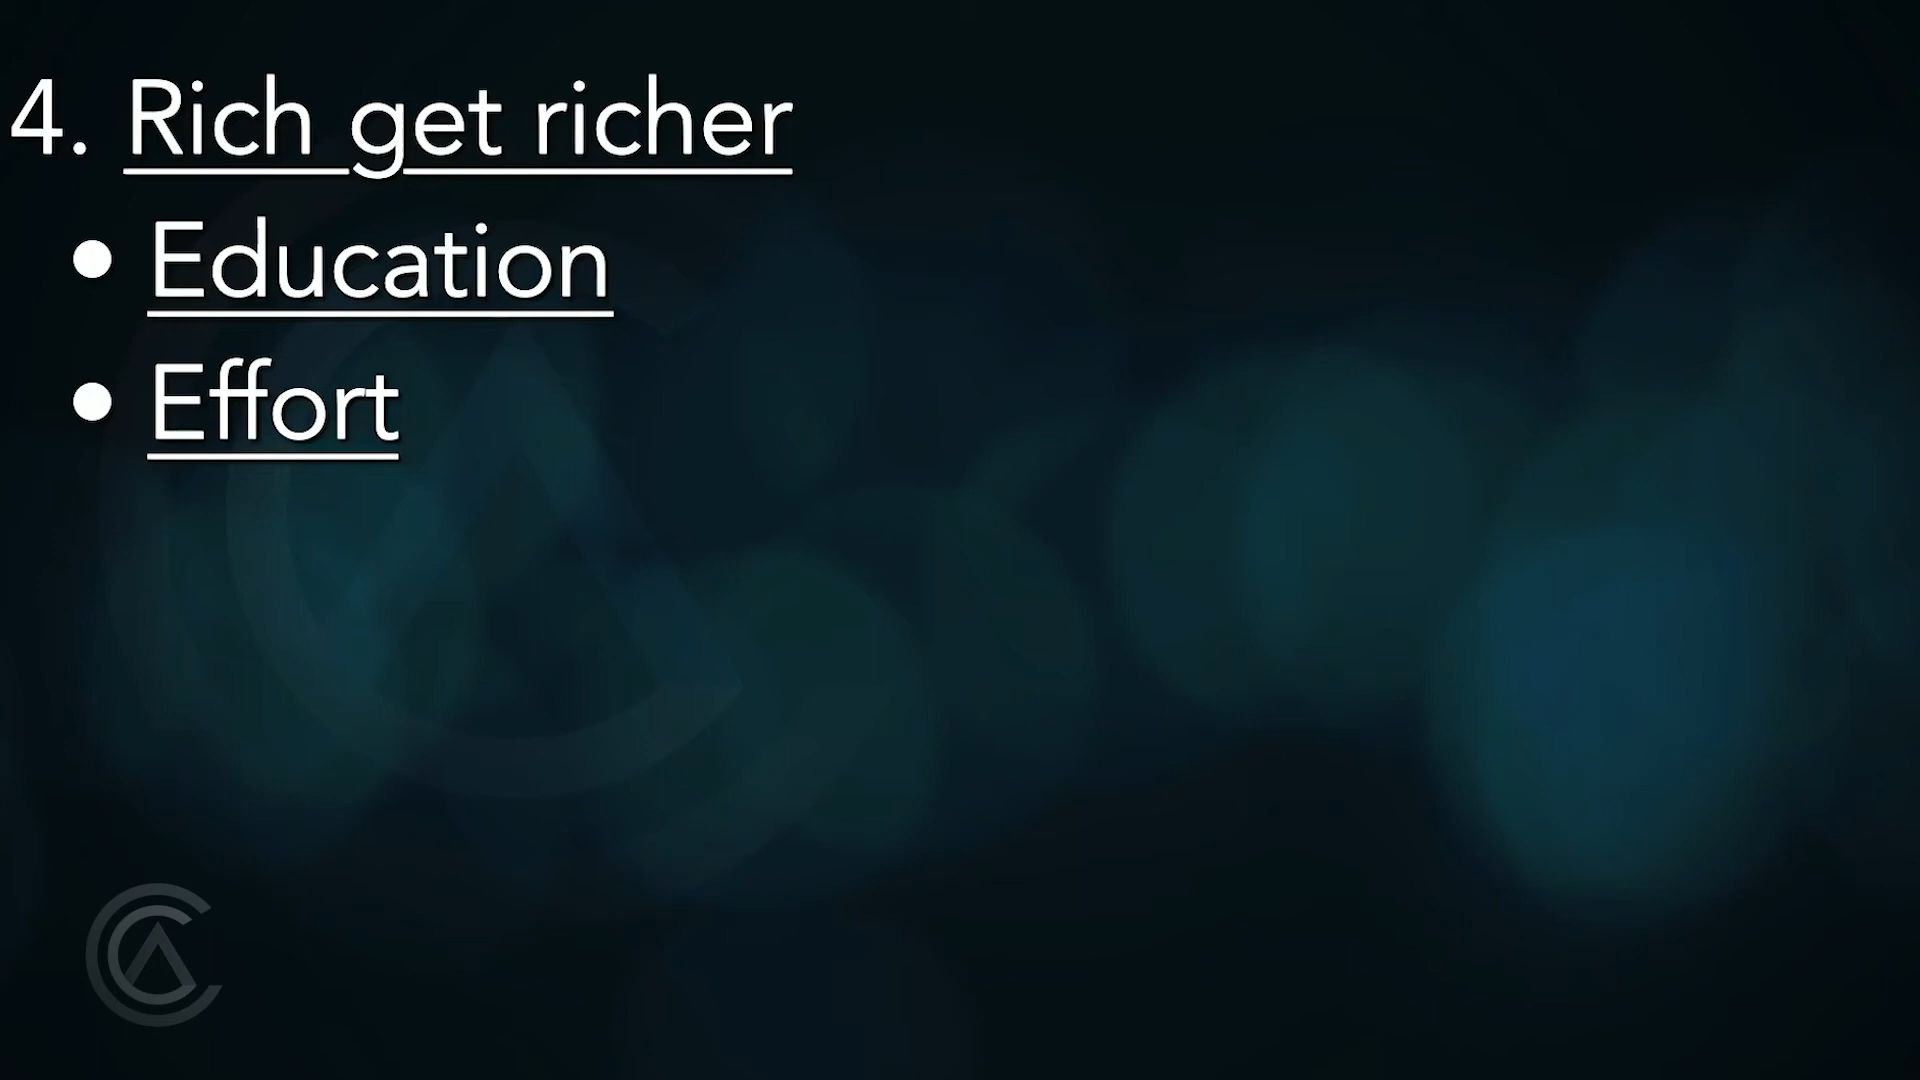 4. Rich get richer
• Education
• Effort